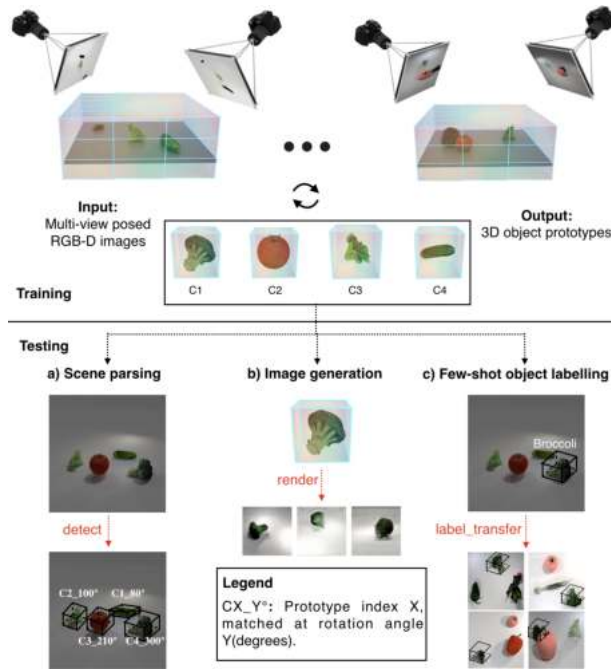 Input:
Multi-view posed
RGB-D images
Output:
3D object prototypes
C1 C2 C3 C4
Training
Testing
a) Scene parsing
b) Image generation
c) Few-shot object labelling
Broccoli
render
detect
label_transfer
C2_100° C1_80°
C3_210° C4_300°
Legend
CX_Y°: Prototype index X,
matched at rotation angle
Y(degrees).